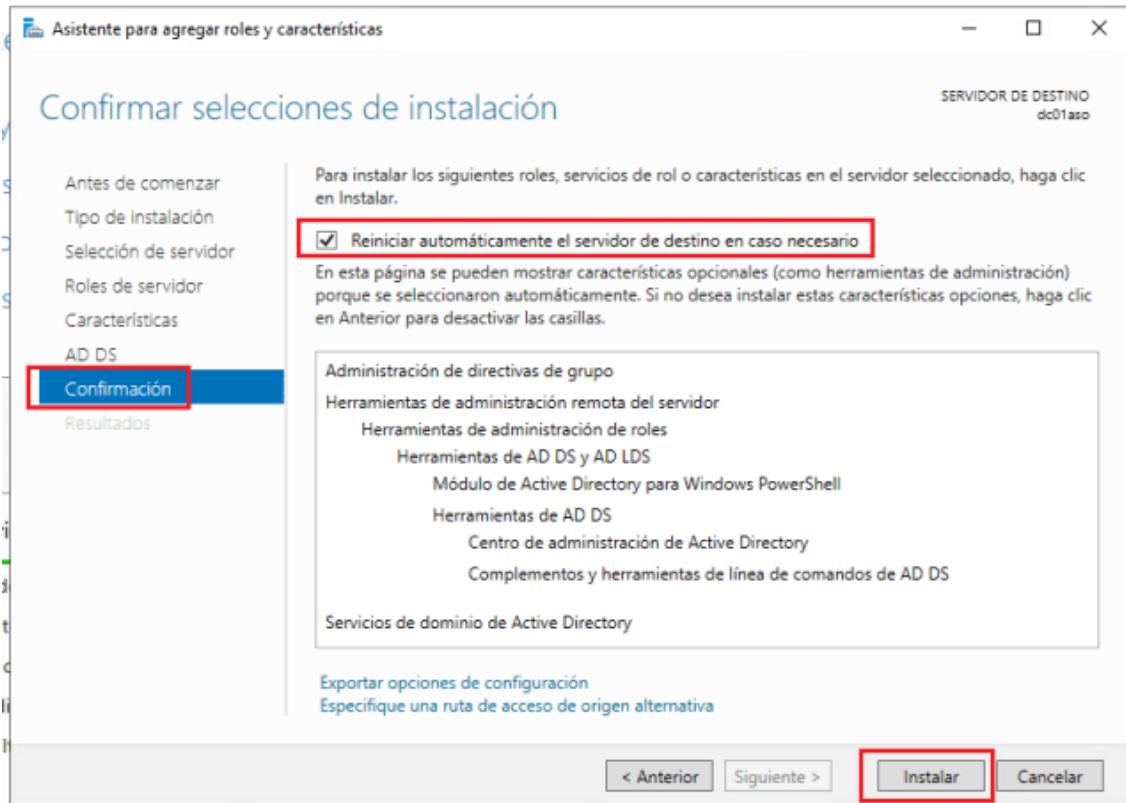 Asistente para agregar roles y características
Confirmar selecciones de instalación
SERVIDOR DE DESTINO
dc01aso
Antes de comenzar
Tipo de instalación
Selección de servidor
Roles de servidor
Características
AD DS
Confirmación
Resultados
Para instalar los siguientes roles, servicios de rol o características en el servidor seleccionado, haga clic
en Instalar.
Reiniciar automáticamente el servidor de destino en caso necesario
En esta página se pueden mostrar características opcionales (como herramientas de administración)
porque se seleccionaron automáticamente. Si no desea instalar estas características opciones, haga clic
en Anterior para desactivar las casillas.
Administración de directivas de grupo
Herramientas de administración remota del servidor
Herramientas de administración de roles
Herramientas de AD DS y AD LDS
Módulo de Active Directory para Windows PowerShell
Herramientas de AD DS
Centro de administración de Active Directory
Complementos y herramientas de línea de comandos de AD DS
Servicios de dominio de Active Directory
Exportar opciones de configuración
Especifique una ruta de acceso de origen alternativa
< Anterior
Siguiente >
Instalar
Cancelar